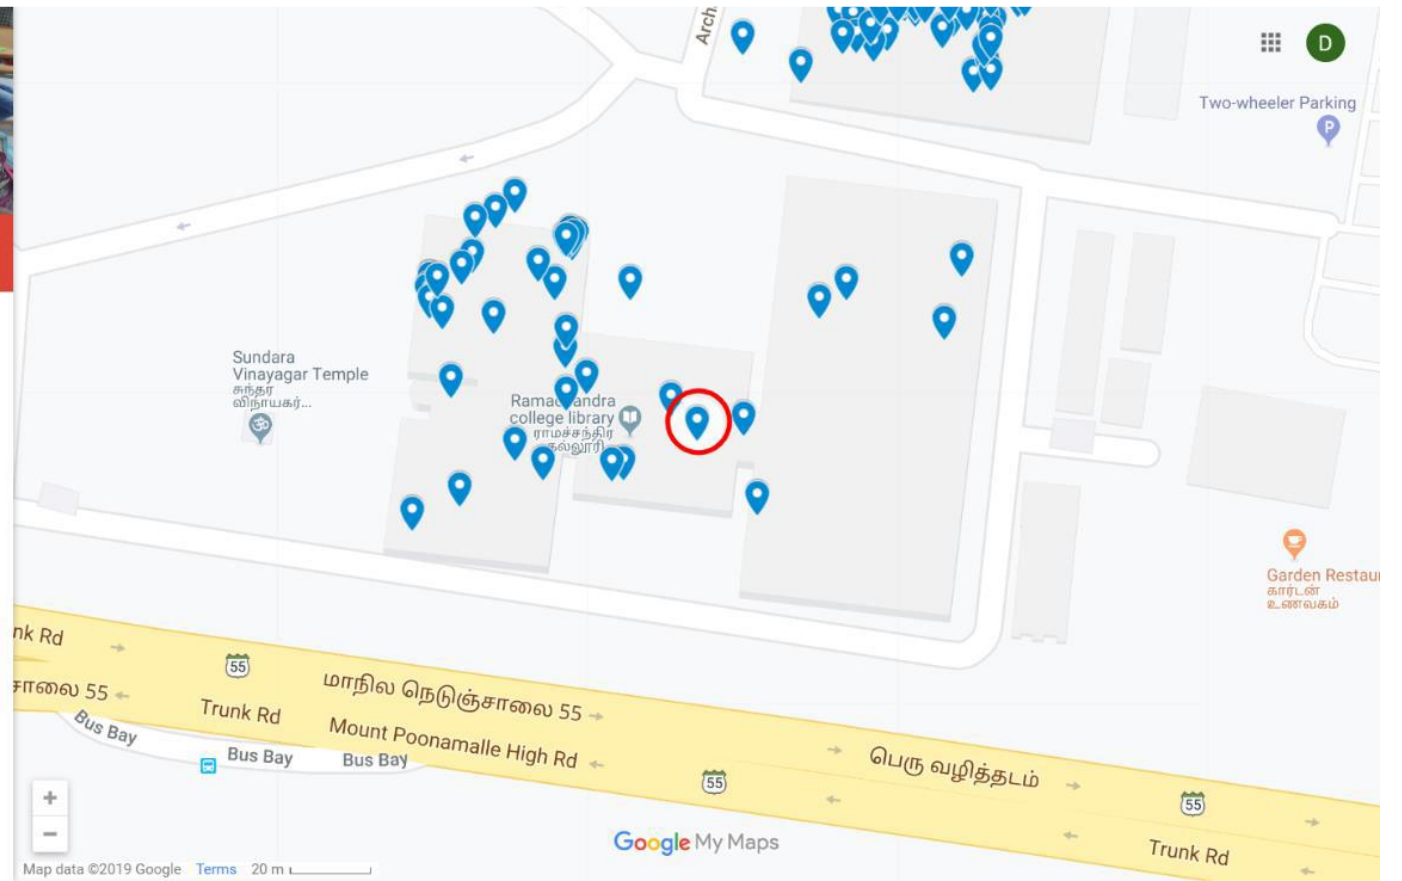 Arch
D
Two-wheeler Parking
P
Sundara
Vinayagar Temple
சுந்தர
விநாயகர்...
Ramachandra
college library
ராமச்சந்திர
கல்லூரி
Garden Restau
கார்டன்
உணவகம்
nk Rd
55
மாநில நெடுஞ்சாலை 55
சாலை 55
Trunk Rd
Bus Bay
Mount Poonamalle High Rd
Bus Bay
Bus Bay
பெரு வழித்தடம்
55
55
Trunk Rd
+
−
Google My Maps
Map data ©2019 Google Terms 20 m